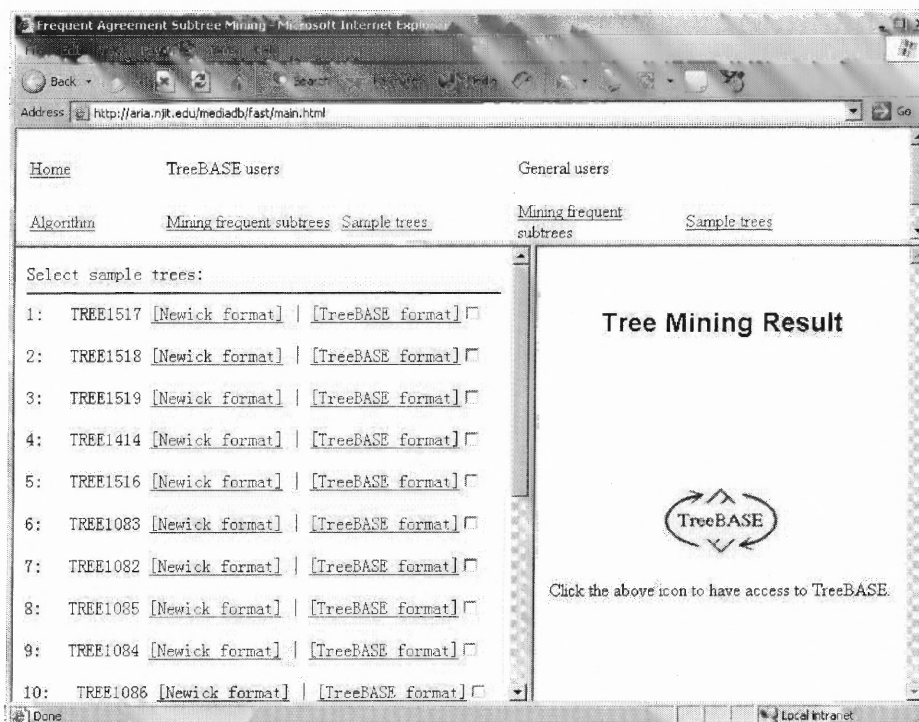 Frequent Agreement Subtree Mining - Microsoft Internet Explorer
Back Search Favorites Media
Address http://aria.njit.edu/mediadb/fast/main.html Go
Home TreeBASE users General users
Algorithm Mining frequent subtrees Sample trees Mining frequent subtrees Sample trees
Select sample trees:
1: TREE1517 [Newick format] | [TreeBASE format]
2: TREE1518 [Newick format] | [TreeBASE format]
3: TREE1519 [Newick format] | [TreeBASE format]
4: TREE1414 [Newick format] | [TreeBASE format]
5: TREE1516 [Newick format] | [TreeBASE format]
6: TREE1083 [Newick format] | [TreeBASE format]
7: TREE1082 [Newick format] | [TreeBASE format]
8: TREE1085 [Newick format] | [TreeBASE format]
9: TREE1084 [Newick format] | [TreeBASE format]
10: TREE1086 [Newick format] | [TreeBASE format]
Tree Mining Result
TreeBASE
Click the above icon to have access to TreeBASE.
Done Local intranet